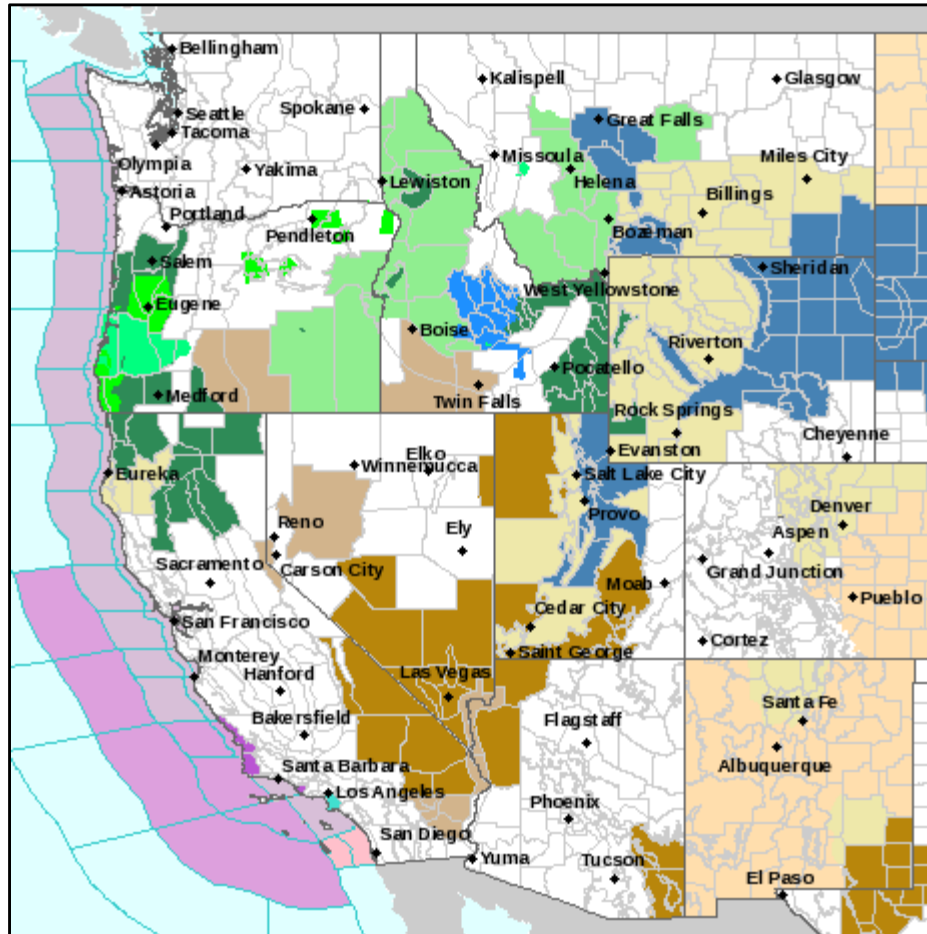 Bellingham
Kalispell
Glasgow
Spokane
Seattle
Great Falls
Tacoma
Olympia
Missoula
Miles City
Yakima
Helena
Lewiston
Billings
Astoria
Portland
Pendleton
Bozeman
Salem
Sheridan
West Yellowstone
Eugene
Boise
Riverton
Pocatello
Medford
Twin Falls
Rock Springs
Cheyenne
Elko
Evanston
Winnemucca
Eureka
Salt Lake City
Provo
Denver
Reno
Ely
Aspen
Sacramento
Carson City
Moab
Grand Junction
Pueblo
Cedar City
San Francisco
Cortez
Saint George
Monterey
Hanford
Las Vegas
Santa Fe
Bakersfield
Flagstaff
Albuquerque
Santa Barbara
Los Angeles
Phoenix
San Diego
Yuma
Tucson
El Paso